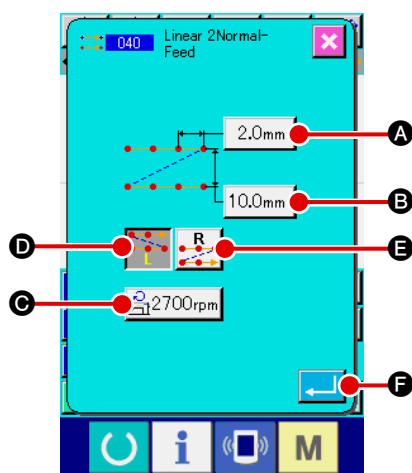 040 Linear 2Normal-
Feed
2.0mm A
10.0mm B
D L R E
C 2700rpm
F
i M